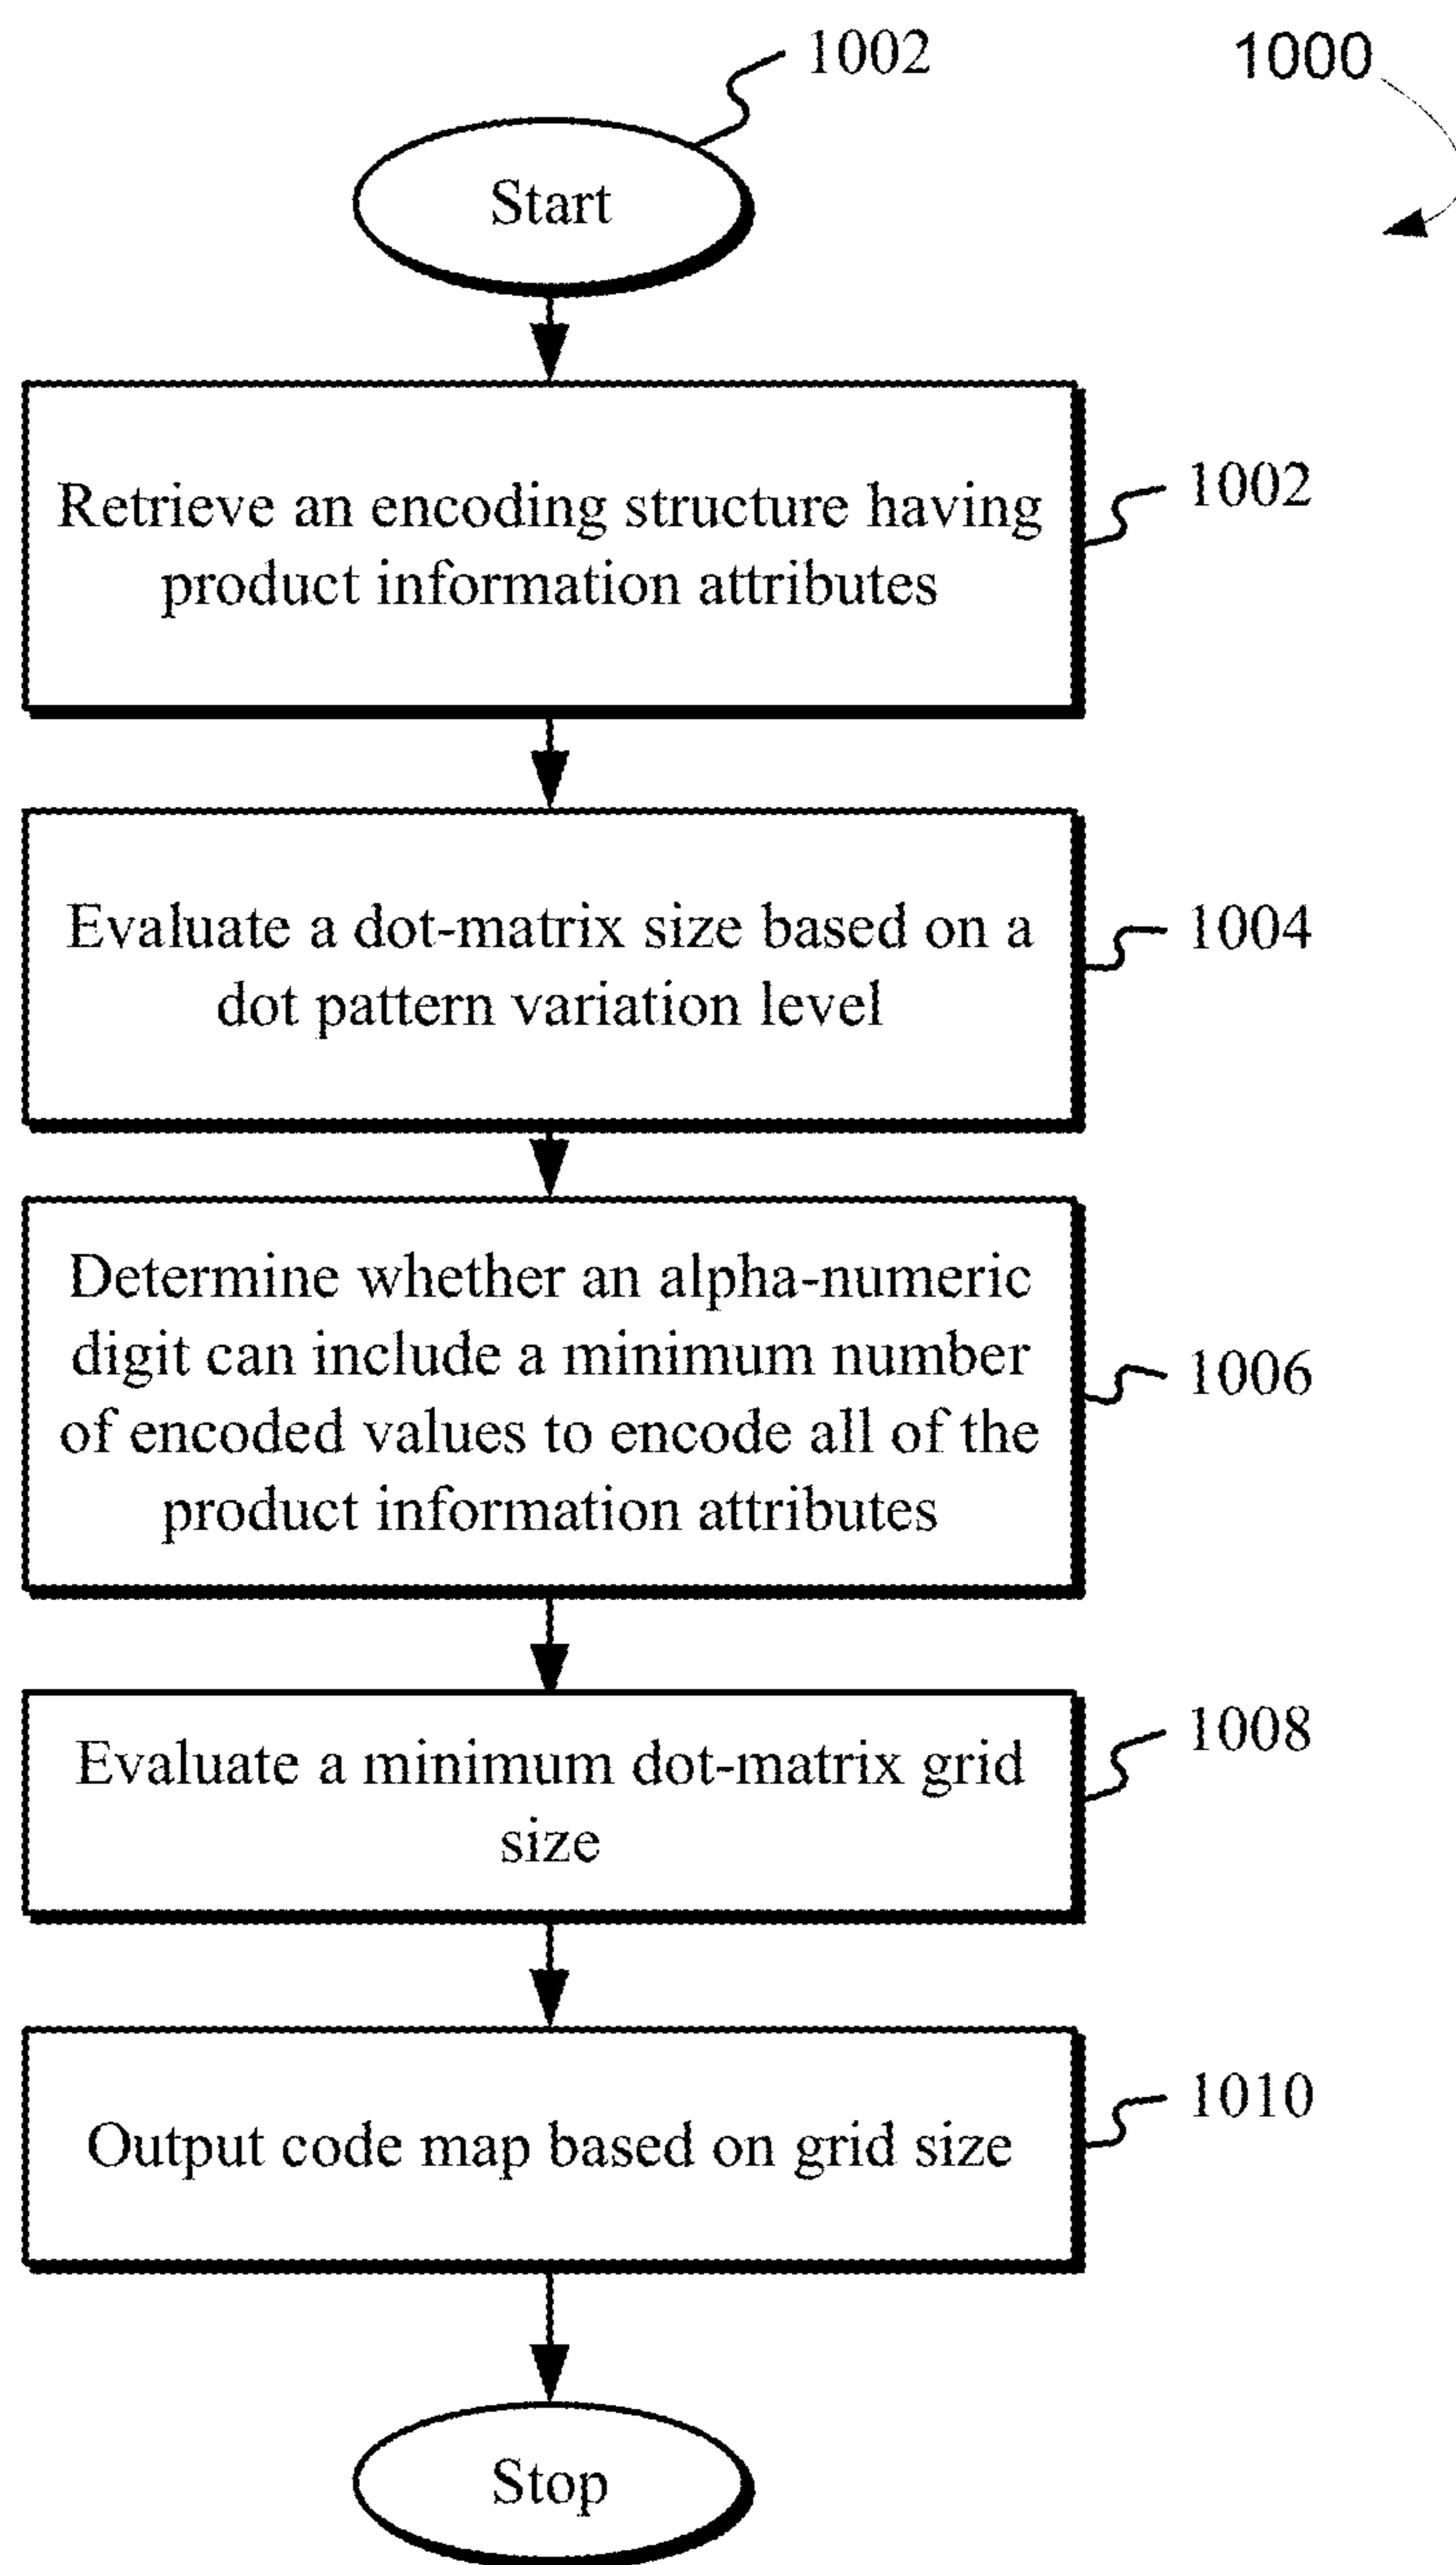 1002
1000
Start
Retrieve an encoding structure having
product information attributes
1002
Evaluate a dot-matrix size based on a
dot pattern variation level
1004
Determine whether an alpha-numeric
digit can include a minimum number
of encoded values to encode all of the
product information attributes
1006
Evaluate a minimum dot-matrix grid
size
1008
Output code map based on grid size
1010
Stop